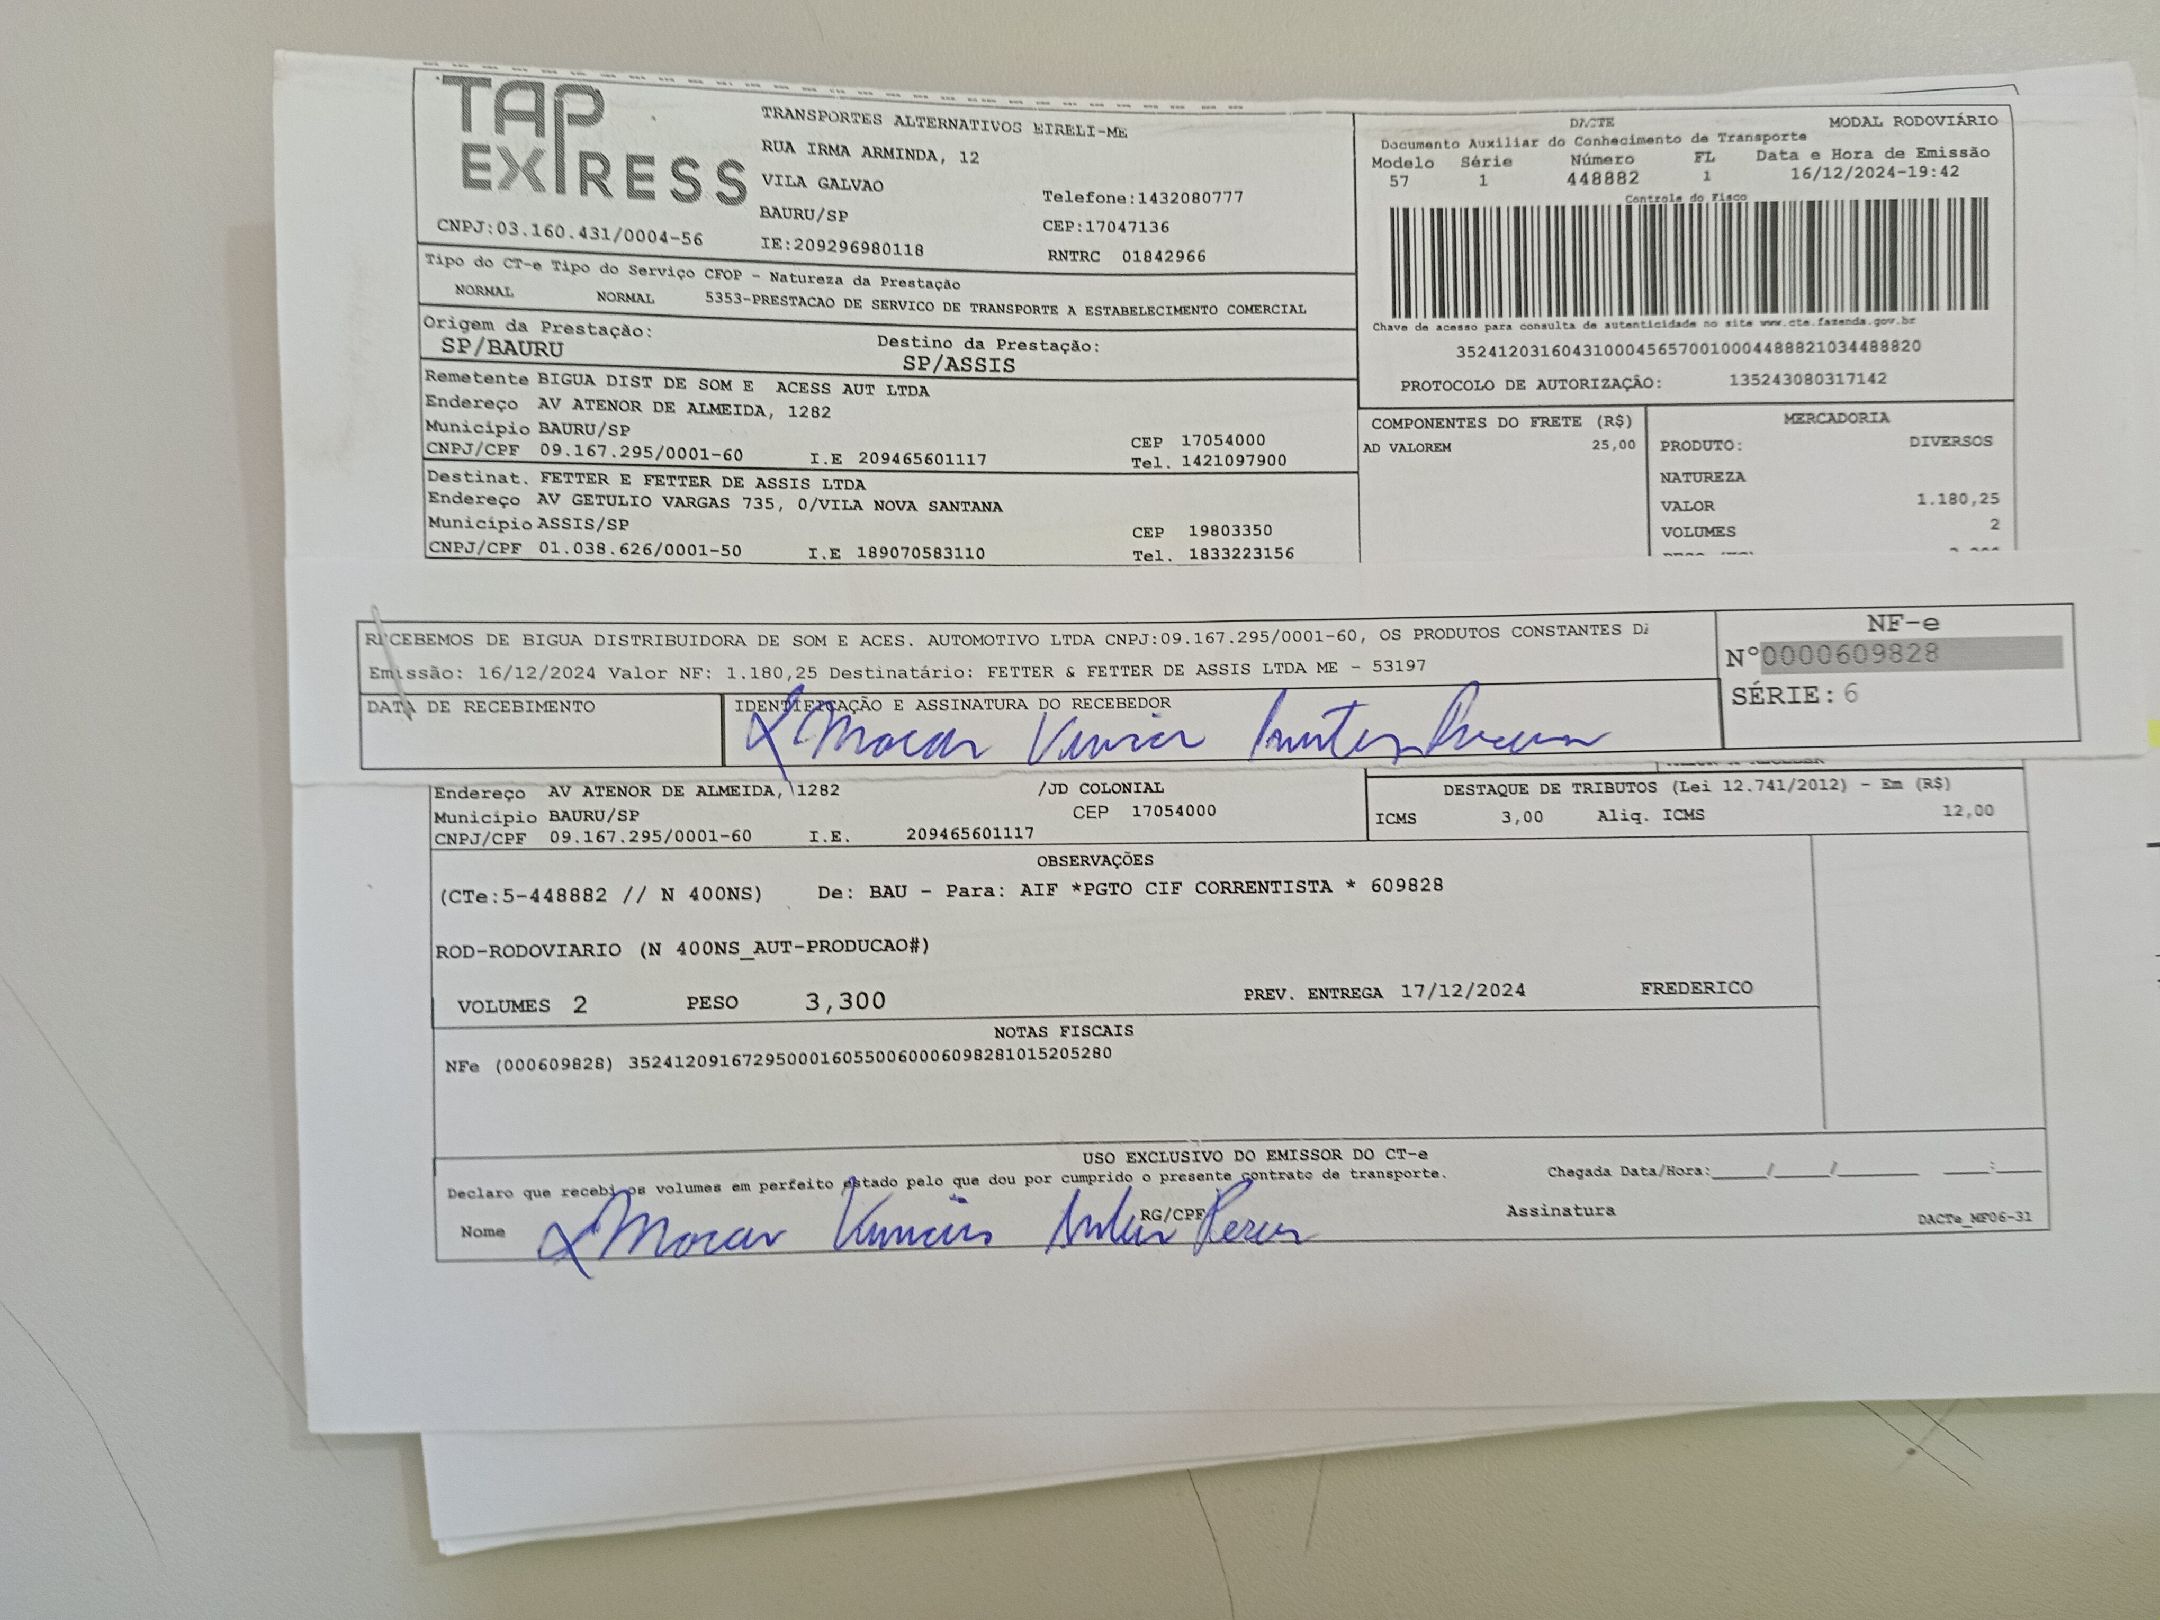 TAP EXPRESS
TRANSPORTES ALTERNATIVOS EIRELI-ME
RUA IRMA ARMINDA, 12
VILA GALVAO
BAURU/SP
Telefone:1432080777
CEP:17047136
CNPJ:03.160.431/0004-56
IE:209296980118
RNTRC 01842966
DACTE MODAL RODOVIÁRIO
Documento Auxiliar do Conhecimento de Transporte
Modelo Série Número FL Data e Hora de Emissão
57 1 448882 1 16/12/2024-19:42
Controle do Fisco
Chave de acesso para consulta de autenticidade no site www.cte.fazenda.gov.br
35241203160431000456570010004488821034488820
PROTOCOLO DE AUTORIZAÇÃO: 135243080317142
Tipo do CT-e Tipo do Serviço CFOP - Natureza da Prestação
NORMAL NORMAL 5353-PRESTACAO DE SERVICO DE TRANSPORTE A ESTABELECIMENTO COMERCIAL
Origem da Prestação: Destino da Prestação:
SP/BAURU SP/ASSIS
Remetente BIGUA DIST DE SOM E ACESS AUT LTDA
Endereço AV ATENOR DE ALMEIDA, 1282
Município BAURU/SP CEP 17054000
CNPJ/CPF 09.167.295/0001-60 I.E 209465601117 Tel. 1421097900
Destinat. FETTER E FETTER DE ASSIS LTDA
Endereço AV GETULIO VARGAS 735, 0/VILA NOVA SANTANA
Município ASSIS/SP CEP 19803350
CNPJ/CPF 01.038.626/0001-50 I.E 189070583110 Tel. 1833223156
COMPONENTES DO FRETE (R$)
AD VALOREM 25,00
MERCADORIA
PRODUTO: DIVERSOS
NATUREZA
VALOR 1.180,25
VOLUMES 2
RECEBEMOS DE BIGUA DISTRIBUIDORA DE SOM E ACES. AUTOMOTIVO LTDA CNPJ:09.167.295/0001-60, OS PRODUTOS CONSTANTES DA
Emissão: 16/12/2024 Valor NF: 1.180,25 Destinatário: FETTER & FETTER DE ASSIS LTDA ME - 53197
DATA DE RECEBIMENTO IDENTIFICAÇÃO E ASSINATURA DO RECEBEDOR
NF-e
Nº0000609828
SÉRIE: 6
Endereço AV ATENOR DE ALMEIDA, 1282 /JD COLONIAL
Município BAURU/SP CEP 17054000
CNPJ/CPF 09.167.295/0001-60 I.E. 209465601117
DESTAQUE DE TRIBUTOS (Lei 12.741/2012) - Em (R$)
ICMS 3,00 Aliq. ICMS 12,00
OBSERVAÇÕES
(CTe:5-448882 // N 400NS) De: BAU - Para: AIF *PGTO CIF CORRENTISTA * 609828
ROD-RODOVIARIO (N 400NS_AUT-PRODUCAO#)
VOLUMES 2 PESO 3,300 PREV. ENTREGA 17/12/2024 FREDERICO
NOTAS FISCAIS
NFe (000609828) 35241209167295000160550060006098281015205280
USO EXCLUSIVO DO EMISSOR DO CT-e
Declaro que recebi os volumes em perfeito estado pelo que dou por cumprido o presente contrato de transporte. Chegada Data/Hora:____/____/____ ____:____
Nome RG/CPF Assinatura DACTe_MF06-31